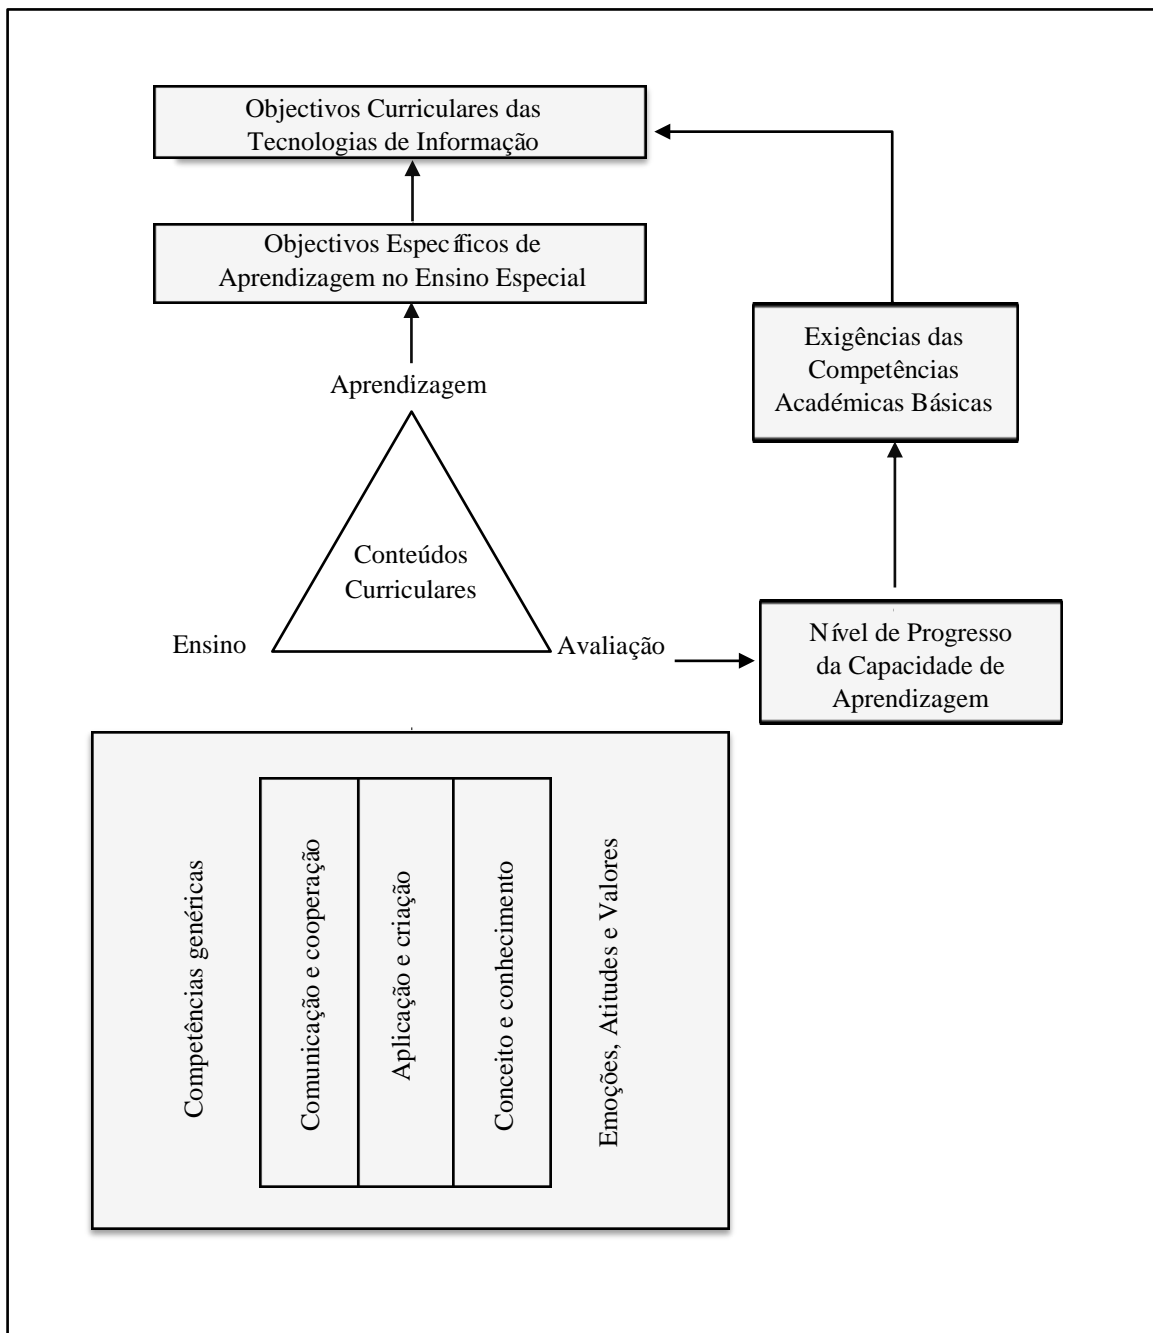 Objectivos Curriculares das
Tecnologias de Informação
Objectivos Específicos de
Aprendizagem no Ensino Especial
Exigências das
Competências
Académicas Básicas
Aprendizagem
Conteúdos
Curriculares
Ensino
Avaliação
Nível de Progresso
da Capacidade de
Aprendizagem
Competências genéricas
Comunicação e cooperação
Aplicação e criação
Conceito e conhecimento
Emoções, Atitudes e Valores